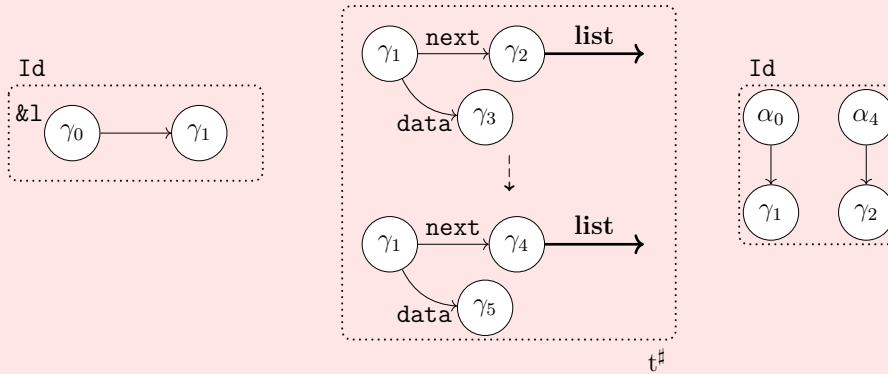 Id
&l γ₀ γ₁
γ₁ next γ₂ list
data γ₃
γ₁ next γ₄ list
data γ₅
t♯
Id
α₀ α₄
γ₁ γ₂